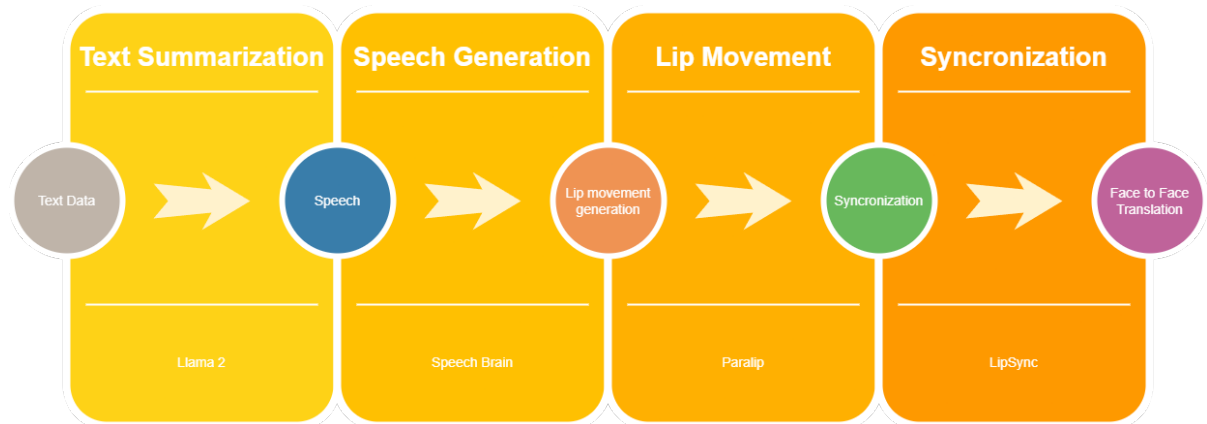 Text Summarization
Speech Generation
Lip Movement
Syncronization
Text Data
Speech
Lip movement
generation
Syncronization
Face to Face
Translation
Llama 2
Speech Brain
Paralip
LipSync